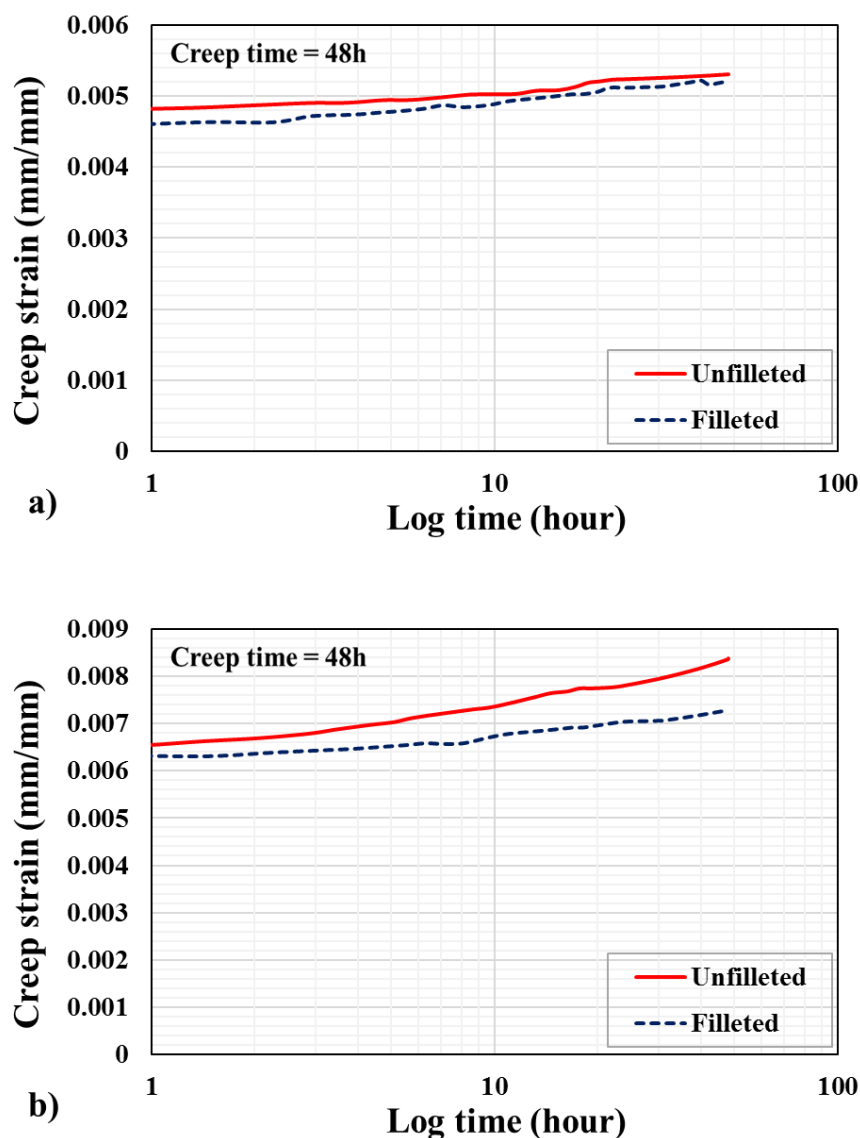 0.006
Creep time = 48h
0.005
0.004
0.003
0.002
0.001
0
Creep strain (mm/mm)
Unfilleted
Filleted
1 10 100
a)
Log time (hour)
0.009
Creep time = 48h
0.008
0.007
0.006
0.005
0.004
0.003
0.002
0.001
0
Creep strain (mm/mm)
Unfilleted
Filleted
1 10 100
b)
Log time (hour)